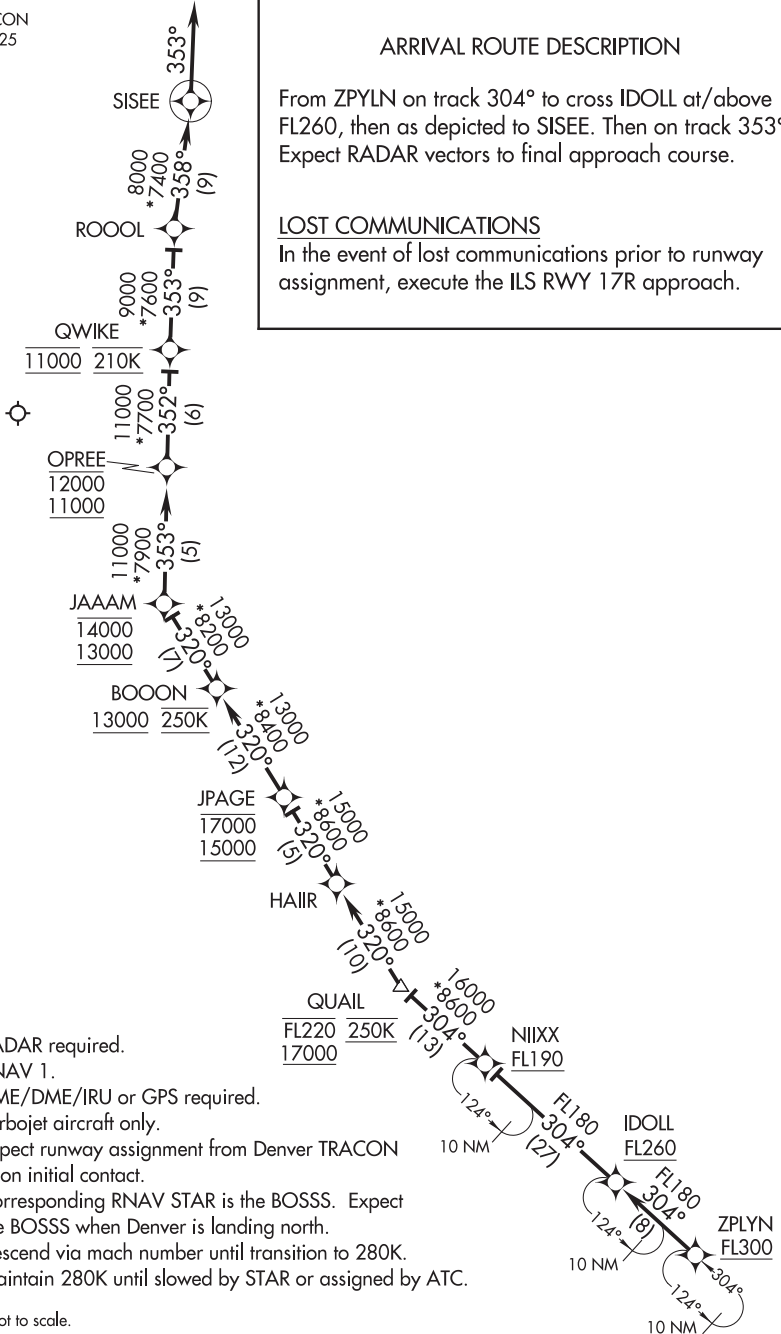 CON
25
ARRIVAL ROUTE DESCRIPTION
From ZPYLN on track 304° to cross IDOLL at/above
FL260, then as depicted to SISEE. Then on track 353°
Expect RADAR vectors to final approach course.
LOST COMMUNICATIONS
In the event of lost communications prior to runway
assignment, execute the ILS RWY 17R approach.
353°
SISEE
8000
*7400
358°
(9)
ROOOL
9000
*7600
353°
(9)
QWIKE
11000 210K
11000
*7700
352°
(6)
OPREE
12000
11000
11000
*7900
353°
(5)
JAAAM
14000
13000
13000
*8200
320°
(7)
BOOON
13000 250K
13000
*8400
320°
(12)
JPAGE
17000
15000
15000
*8600
320°
(5)
HAIIR
15000
*8600
320°
(10)
QUAIL
FL220 250K
17000
16000
*8600
304°
(13)
NIIXX
FL190
124°
10 NM
FL180
304°
(27)
IDOLL
FL260
124°
10 NM
FL180
304°
(8)
ZPLYN
FL300
304°
124°
10 NM
ADAR required.
NAV 1.
ME/DME/IRU or GPS required.
rbojet aircraft only.
pect runway assignment from Denver TRACON
on initial contact.
orresponding RNAV STAR is the BOSSS. Expect
e BOSSS when Denver is landing north.
escend via mach number until transition to 280K.
aintain 280K until slowed by STAR or assigned by ATC.
ot to scale.